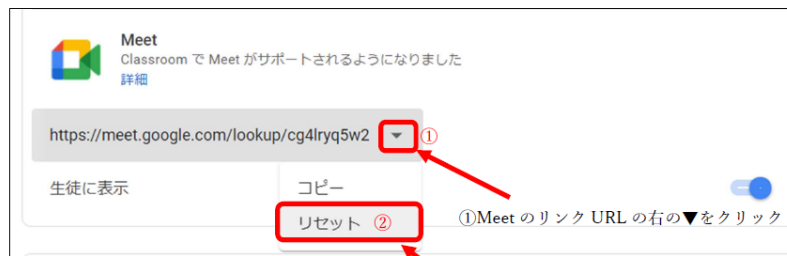 Meet
Classroom で Meet がサポートされるようになりました
詳細
https://meet.google.com/lookup/cg4lryq5w2 ▼ ①
生徒に表示
コピー
リセット ②
①Meet のリンク URL の右の▼をクリック